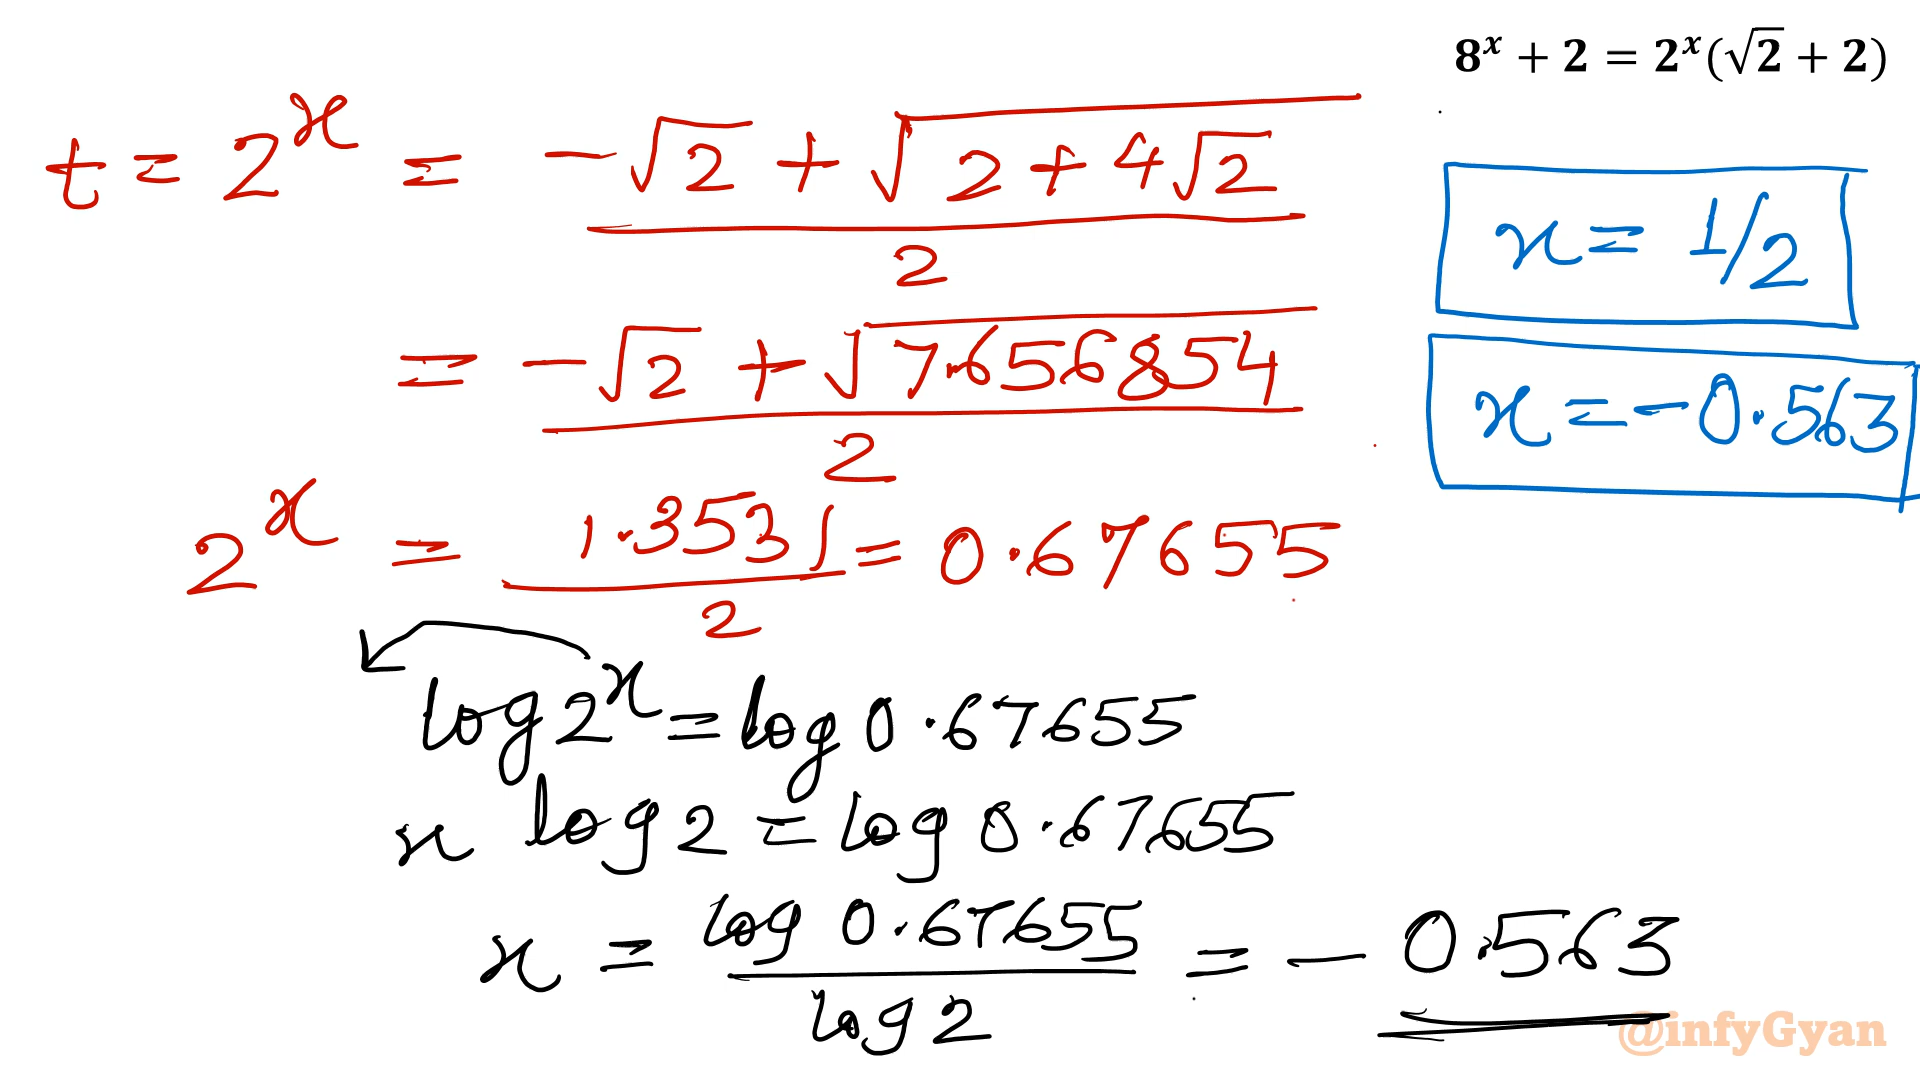 8^x + 2 = 2^x(√2 + 2)
t = 2^x = (-√2 + √(2 + 4√2)) / 2
x = 1/2
= (-√2 + √7.656854) / 2
x = -0.563
2^x = 1.3531/2 = 0.67655
log 2^x = log 0.67655
x log 2 = log 0.67655
x = log 0.67655 / log 2 = -0.563
@infyGyan